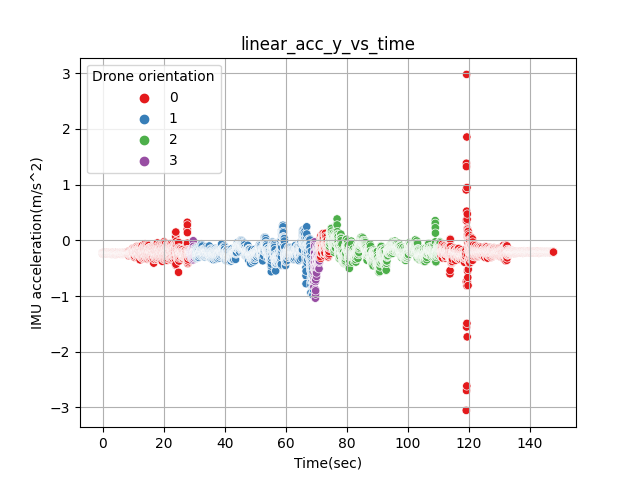 linear_acc_y_vs_time
Drone orientation
0
1
2
3
IMU acceleration(m/s^2)
3
2
1
0
−1
−2
−3
0 20 40 60 80 100 120 140
Time(sec)